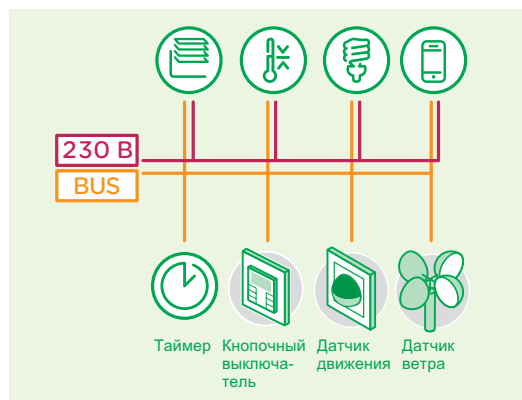 230 В
BUS
Таймер
Кнопочный
выключа-
тель
Датчик
движения
Датчик
ветра